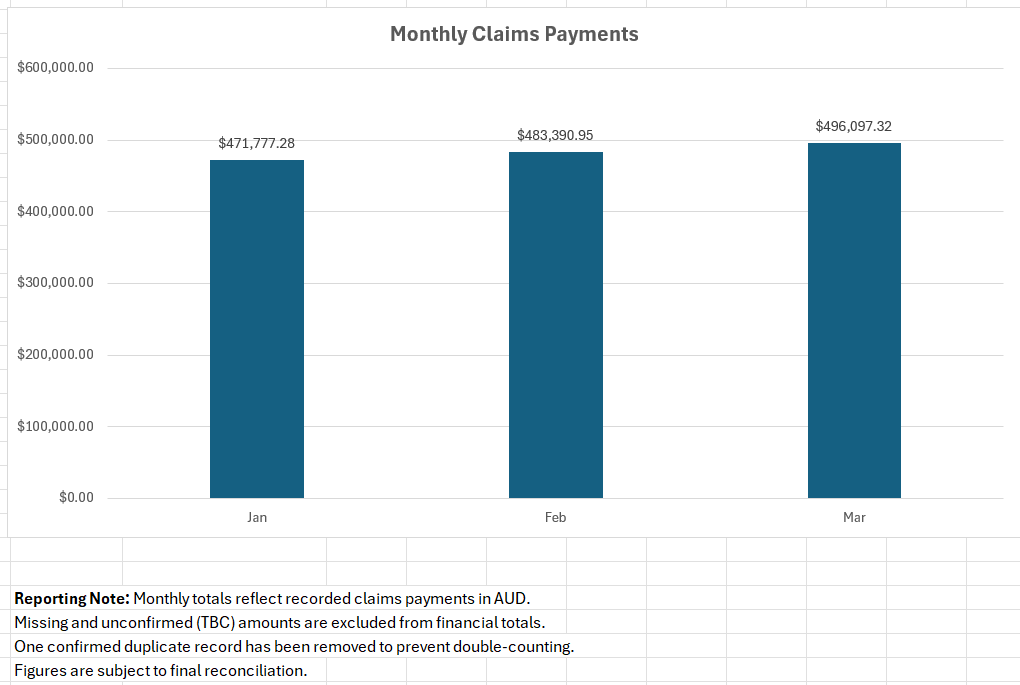 Monthly Claims Payments
$600,000.00
$500,000.00
$400,000.00
$300,000.00
$200,000.00
$100,000.00
$0.00
$471,777.28
$483,390.95
$496,097.32
Jan
Feb
Mar
Reporting Note: Monthly totals reflect recorded claims payments in AUD.
Missing and unconfirmed (TBC) amounts are excluded from financial totals.
One confirmed duplicate record has been removed to prevent double-counting.
Figures are subject to final reconciliation.